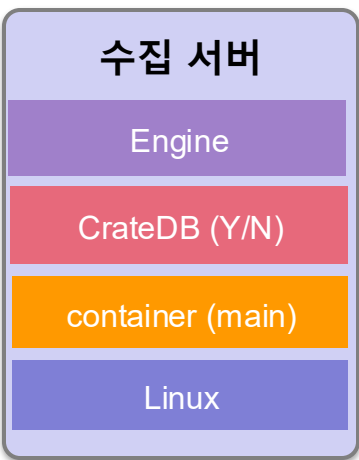 수집 서버
Engine
CrateDB (Y/N)
container (main)
Linux